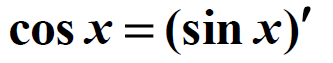 cos x = (sin x)′